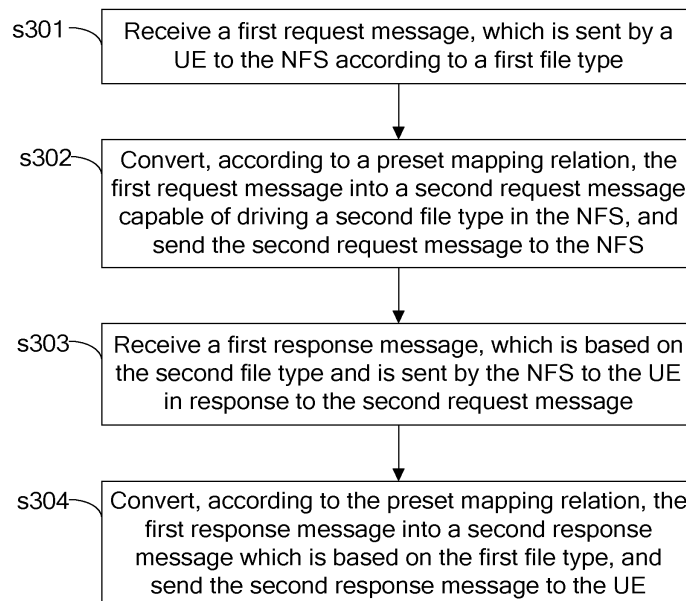 s301
Receive a first request message, which is sent by a
UE to the NFS according to a first file type
s302
Convert, according to a preset mapping relation, the
first request message into a second request message
capable of driving a second file type in the NFS, and
send the second request message to the NFS
s303
Receive a first response message, which is based on
the second file type and is sent by the NFS to the UE
in response to the second request message
s304
Convert, according to the preset mapping relation, the
first response message into a second response
message which is based on the first file type, and
send the second response message to the UE